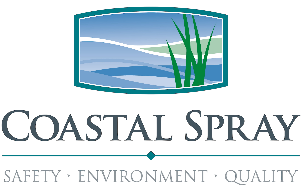 COASTAL SPRAY
SAFETY · ENVIRONMENT · QUALITY